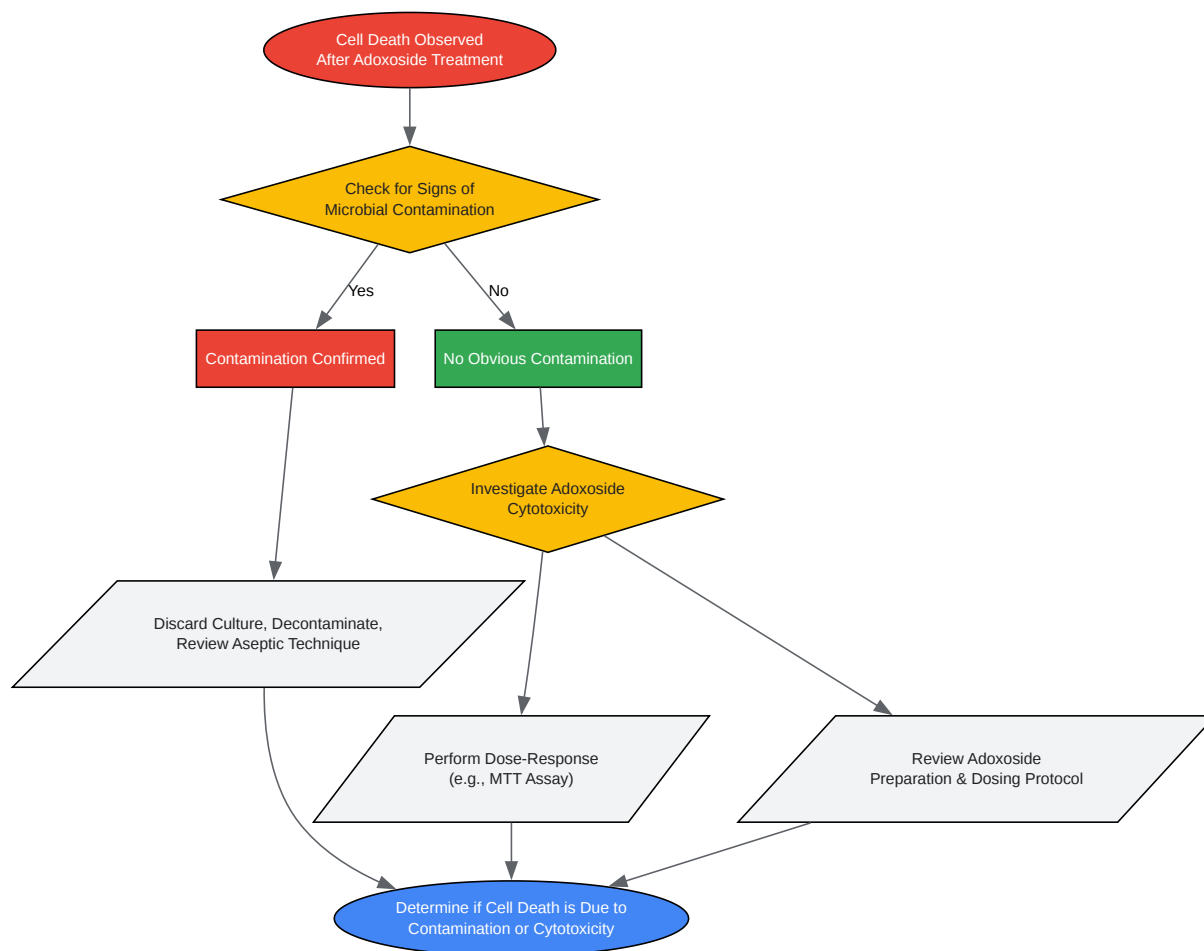 Cell Death Observed
After Adoxoside Treatment
Check for Signs of
Microbial Contamination
Yes
No
Contamination Confirmed
No Obvious Contamination
Investigate Adoxoside
Cytotoxicity
Discard Culture, Decontaminate,
Review Aseptic Technique
Perform Dose-Response
(e.g., MTT Assay)
Review Adoxoside
Preparation & Dosing Protocol
Determine if Cell Death is Due to
Contamination or Cytotoxicity